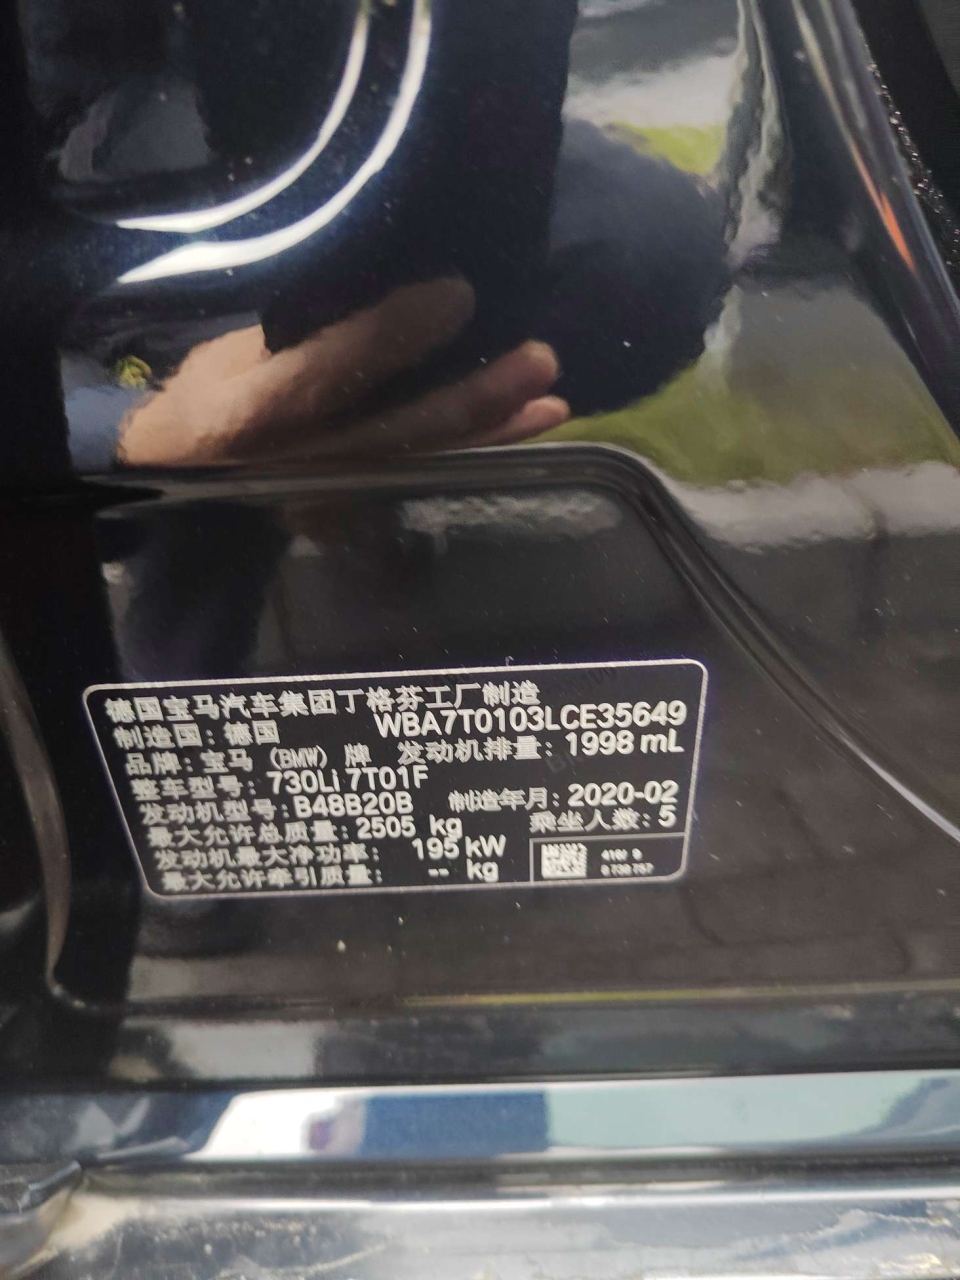 德国宝马汽车集团丁格芬工厂制造
制造国：德国 WBA7T0103LCE35649
品牌：宝马（BMW）牌 发动机排量：1998 mL
整车型号：730Li 7T01F
发动机型号：B48B20B 制造年月：2020-02
最大允许总质量：2505 kg 乘坐人数：5
发动机最大净功率： 195 kW
最大允许牵引质量： -- kg